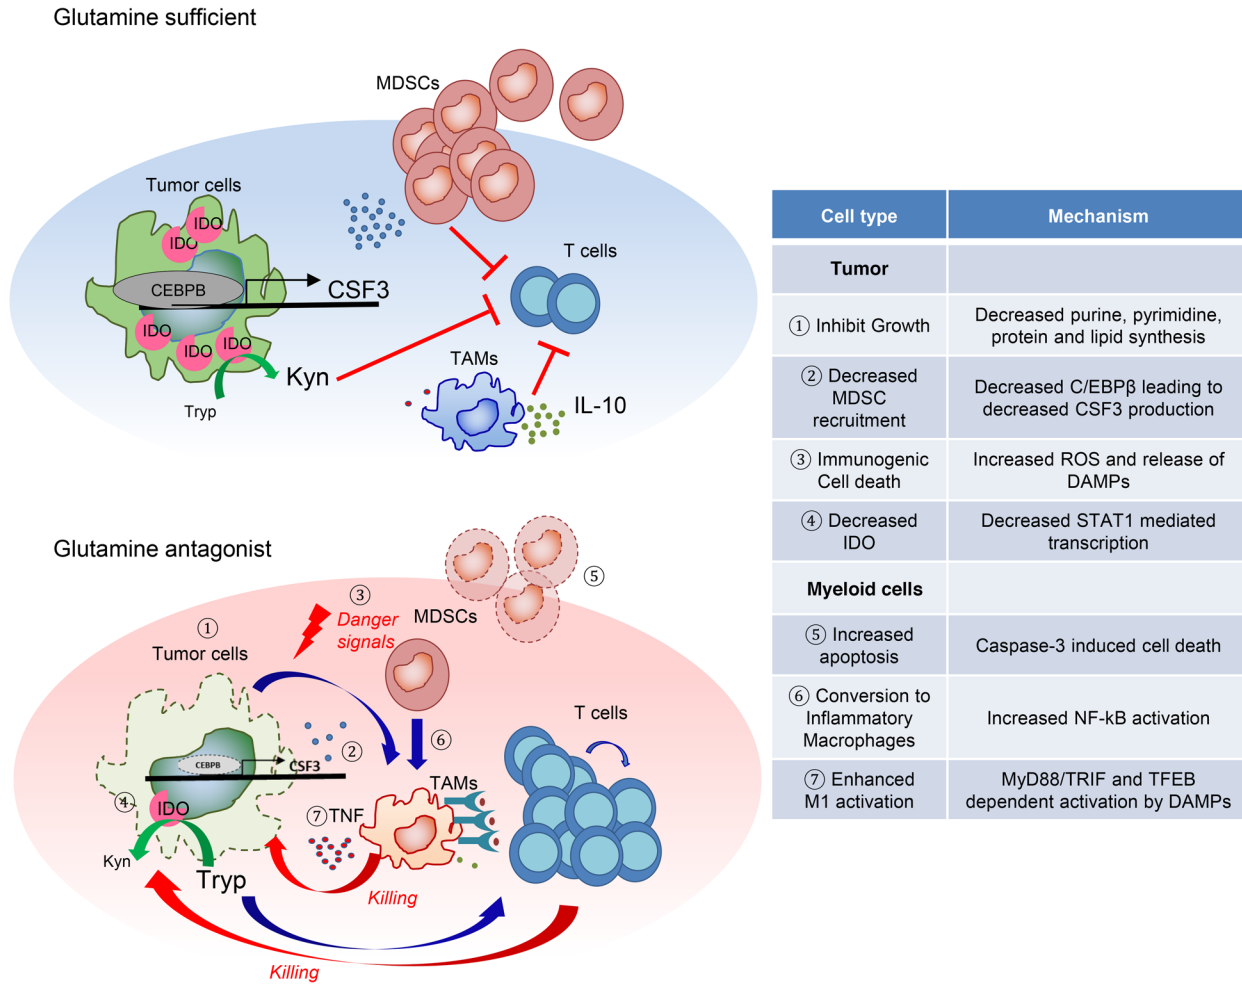 Glutamine sufficient
MDSCs
Tumor cells
IDO
IDO
T cells
CEBPB
CSF3
IDO
IDO
IDO
Kyn
Tryp
TAMs
IL-10
Glutamine antagonist
⑤
③
Danger
signals
MDSCs
①
Tumor cells
T cells
②
⑥
CEBPB
CSF3
TAMs
④
IDO
⑦ TNF
Kyn
Tryp
Killing
Killing
Cell type
Mechanism
Tumor
① Inhibit Growth
Decreased purine, pyrimidine,
protein and lipid synthesis
② Decreased
MDSC
recruitment
Decreased C/EBPβ leading to
decreased CSF3 production
③ Immunogenic
Cell death
Increased ROS and release of
DAMPs
④ Decreased
IDO
Decreased STAT1 mediated
transcription
Myeloid cells
⑤ Increased
apoptosis
Caspase-3 induced cell death
⑥ Conversion to
Inflammatory
Macrophages
Increased NF-kB activation
⑦ Enhanced
M1 activation
MyD88/TRIF and TFEB
dependent activation by DAMPs